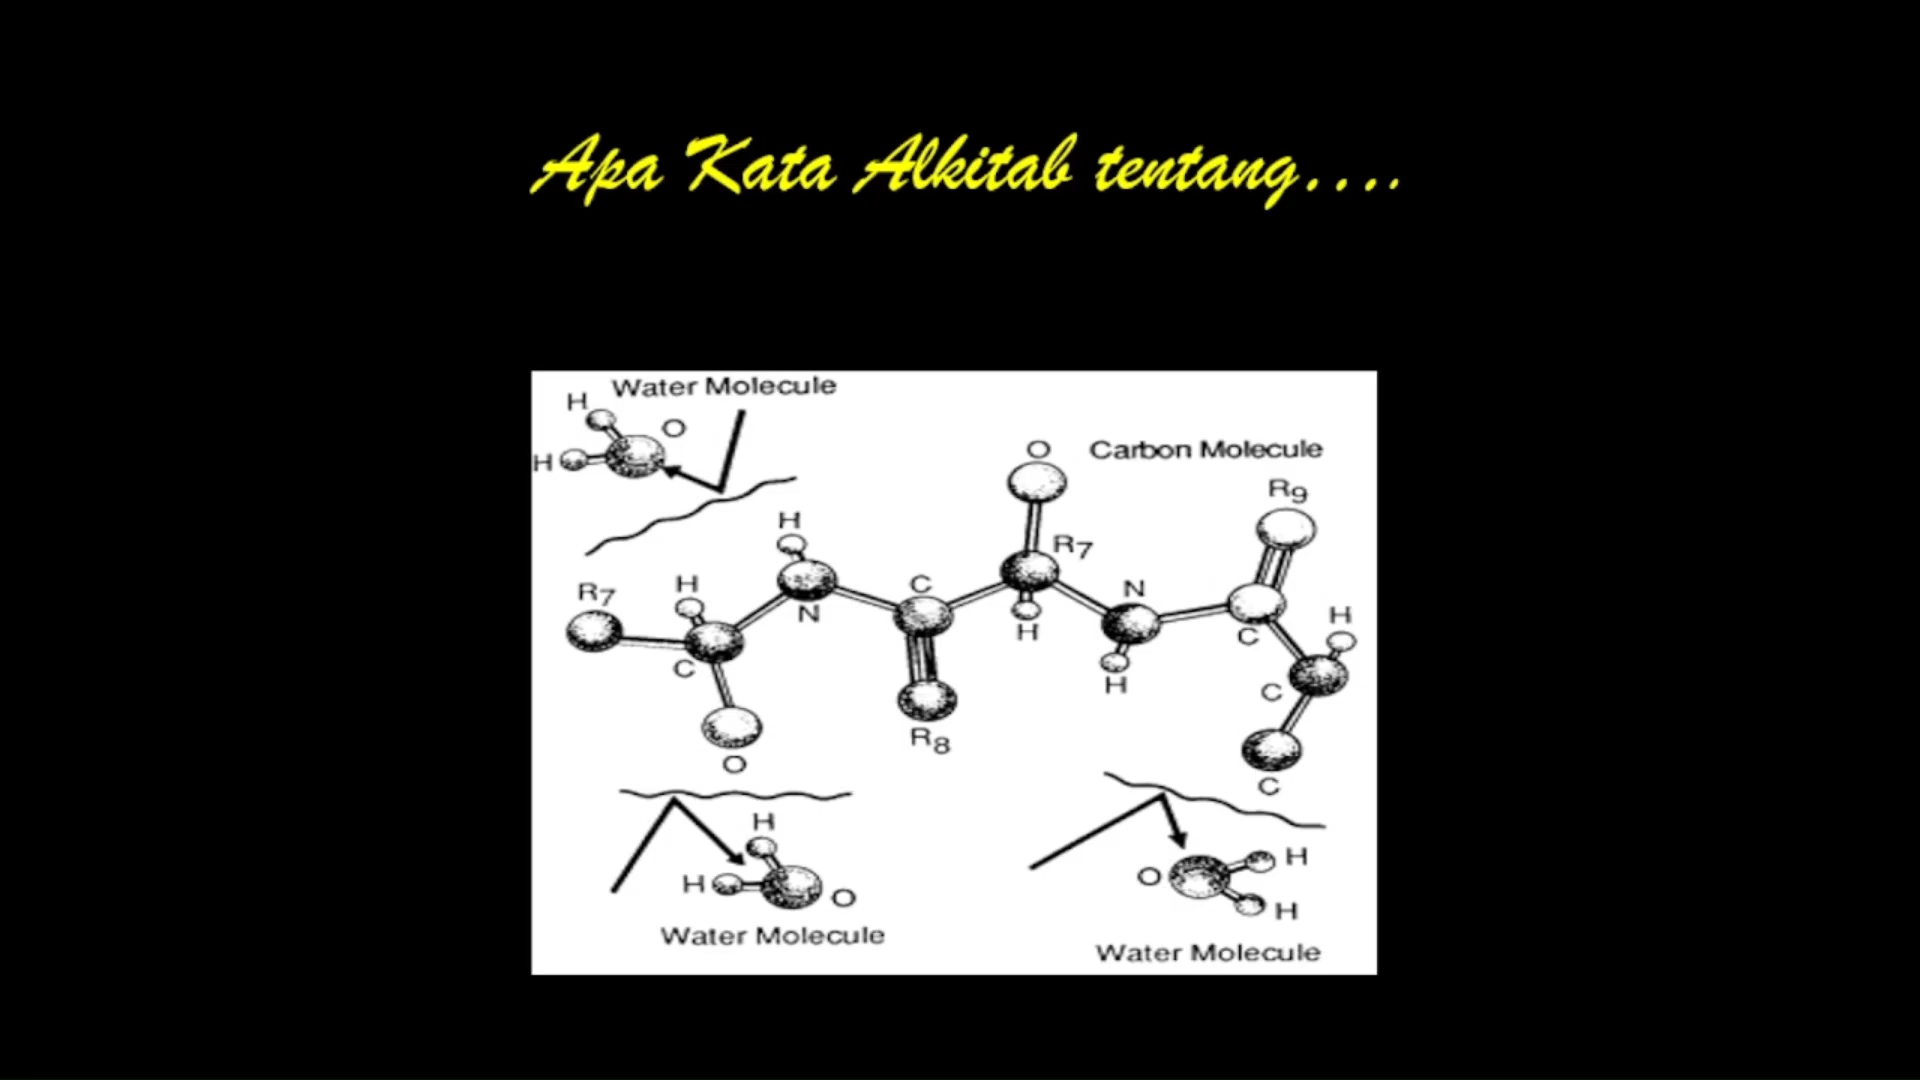 Apa Kata Alkitab tentang....
Water Molecule
H
O
H
O
Carbon Molecule
R9
H
R7
R7
H
C
N
H
N
C
H
C
H
C
O
H
R8
C
H
H
O
Water Molecule
O
H
H
Water Molecule